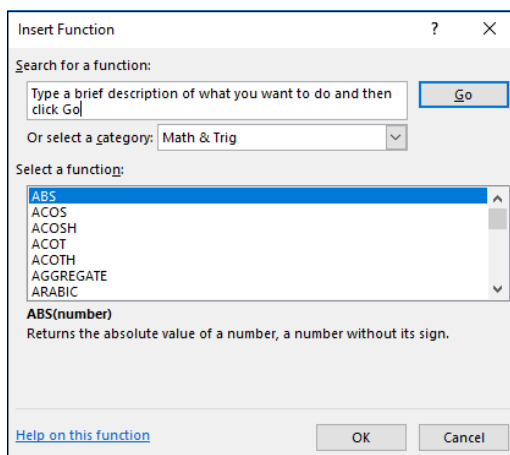 Insert Function
?
Search for a function:
Type a brief description of what you want to do and then
click Go
Go
Or select a category:
Math & Trig
Select a function:
ABS
ACOS
ACOSH
ACOT
ACOTH
AGGREGATE
ARABIC
ABS(number)
Returns the absolute value of a number, a number without its sign.
Help on this function
OK
Cancel